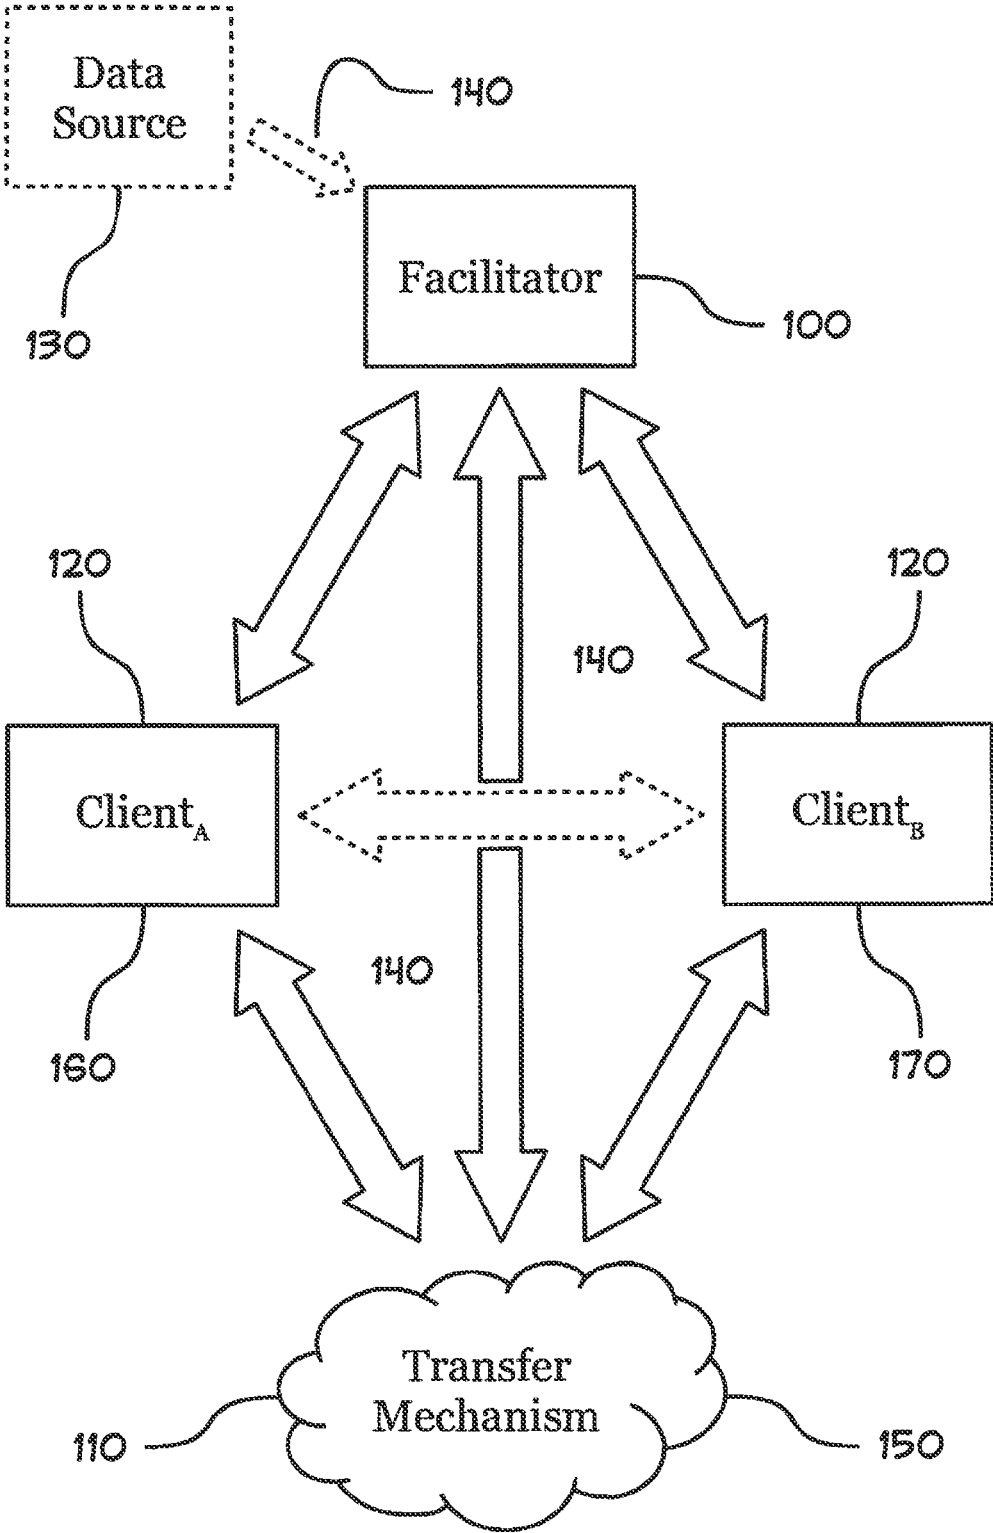 Data
Source
140
130
Facilitator
100
120
120
140
Client_A
Client_B
140
160
170
Transfer
Mechanism
110
150